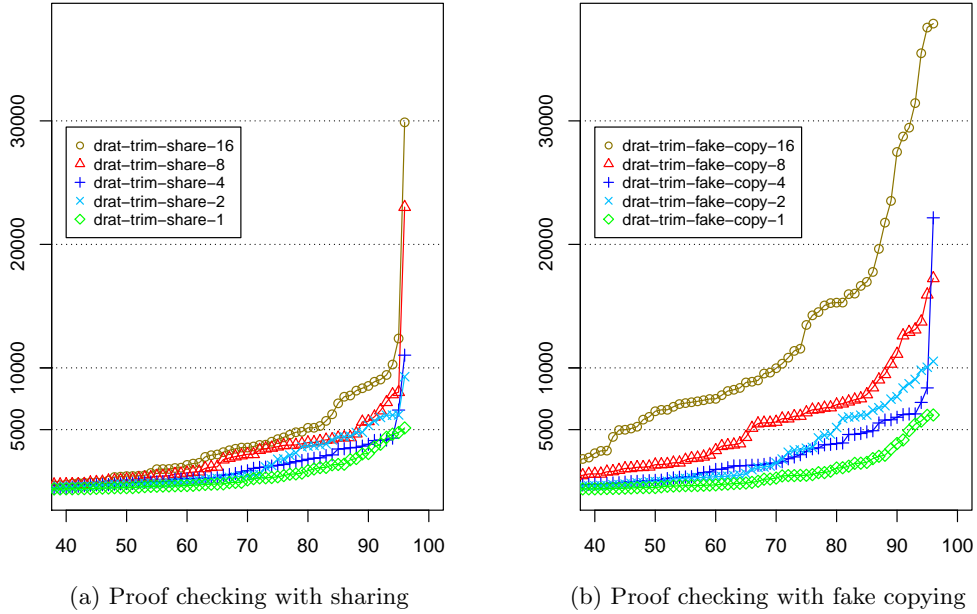 30000
20000
10000
5000
drat−trim−share−16
drat−trim−share−8
drat−trim−share−4
drat−trim−share−2
drat−trim−share−1
40 50 60 70 80 90 100
(a) Proof checking with sharing
30000
20000
10000
5000
drat−trim−fake−copy−16
drat−trim−fake−copy−8
drat−trim−fake−copy−4
drat−trim−fake−copy−2
drat−trim−fake−copy−1
40 50 60 70 80 90 100
(b) Proof checking with fake copying